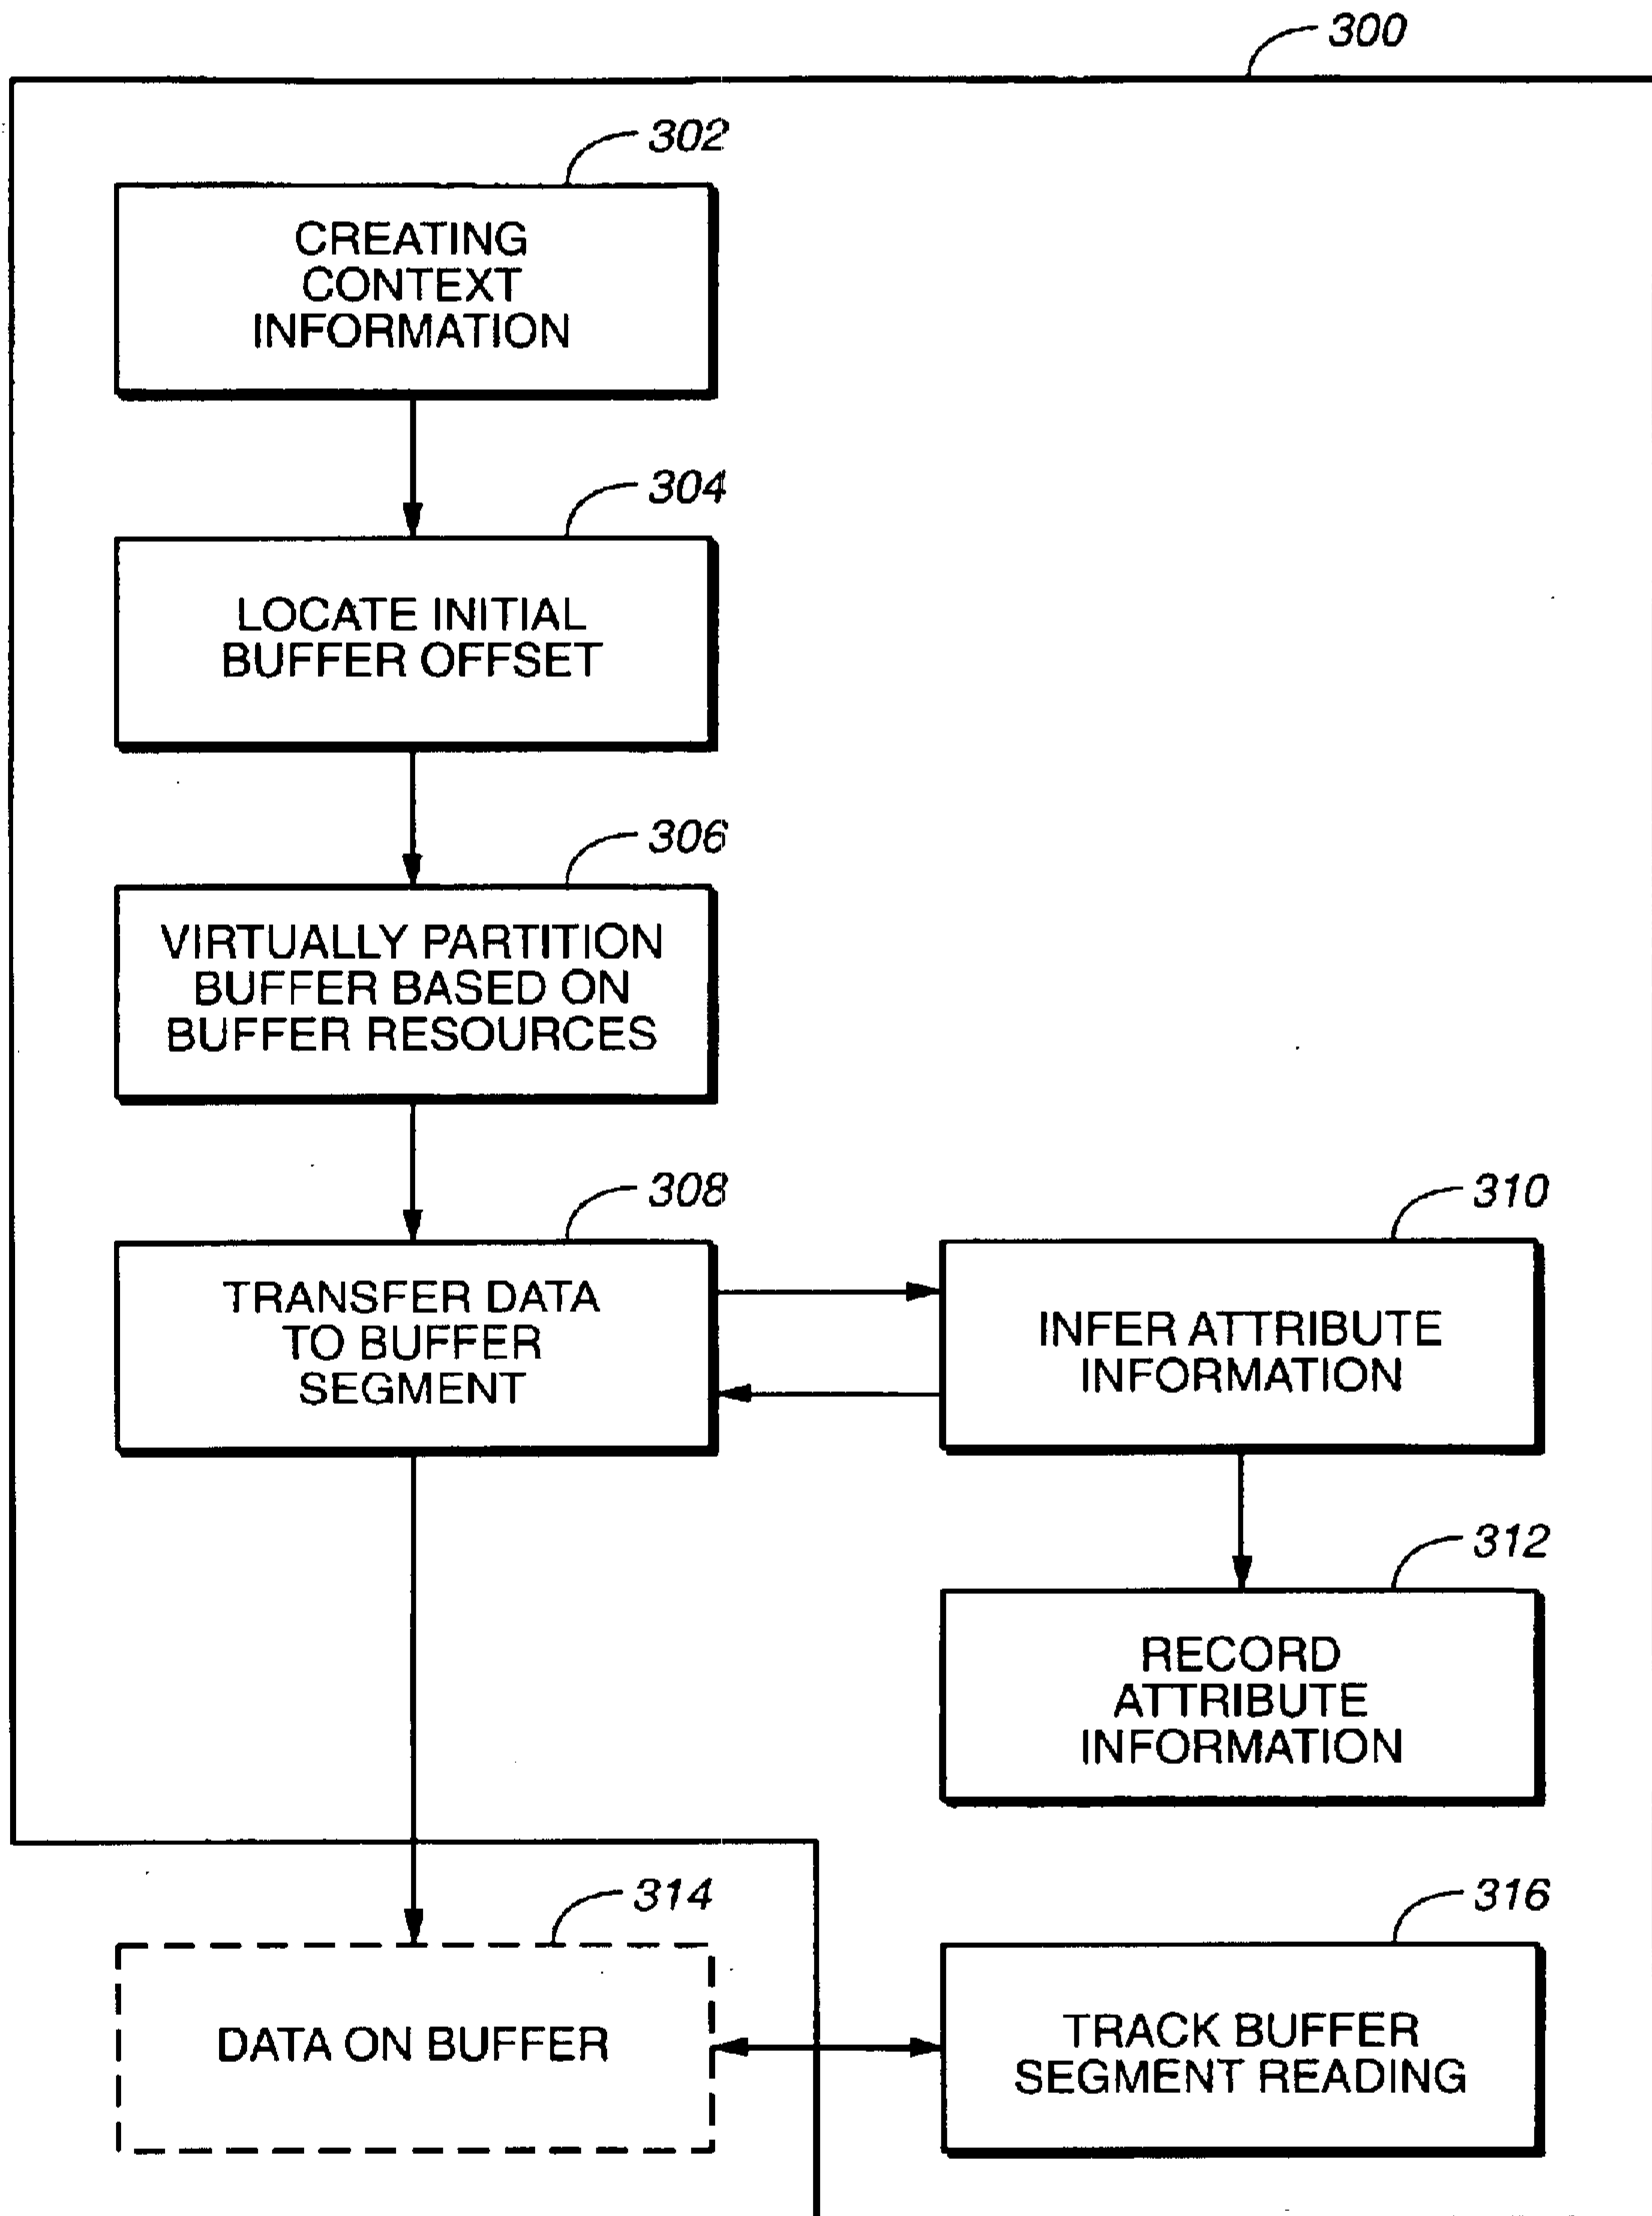 300
302
CREATING
CONTEXT
INFORMATION
304
LOCATE INITIAL
BUFFER OFFSET
306
VIRTUALLY PARTITION
BUFFER BASED ON
BUFFER RESOURCES
308
TRANSFER DATA
TO BUFFER
SEGMENT
310
INFER ATTRIBUTE
INFORMATION
312
RECORD
ATTRIBUTE
INFORMATION
314
DATA ON BUFFER
316
TRACK BUFFER
SEGMENT READING